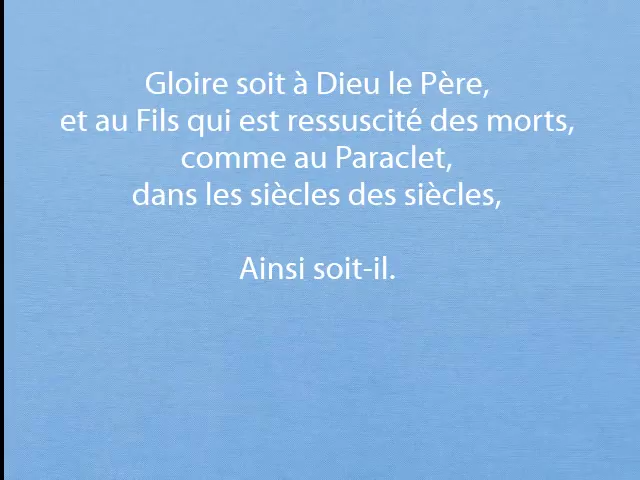 Gloire soit à Dieu le Père,
et au Fils qui est ressuscité des morts,
comme au Paraclet,
dans les siècles des siècles,
Ainsi soit-il.